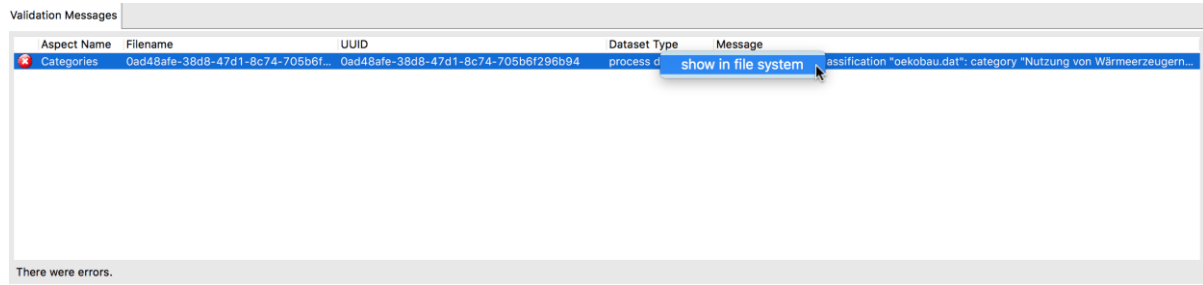 Validation Messages
Aspect Name Filename UUID Dataset Type Message
Categories 0ad48afe-38d8-47d1-8c74-705b6f... 0ad48afe-38d8-47d1-8c74-705b6f296b94 process d show in file system assification "oekobau.dat": category "Nutzung von Wärmeerzeugern...
There were errors.